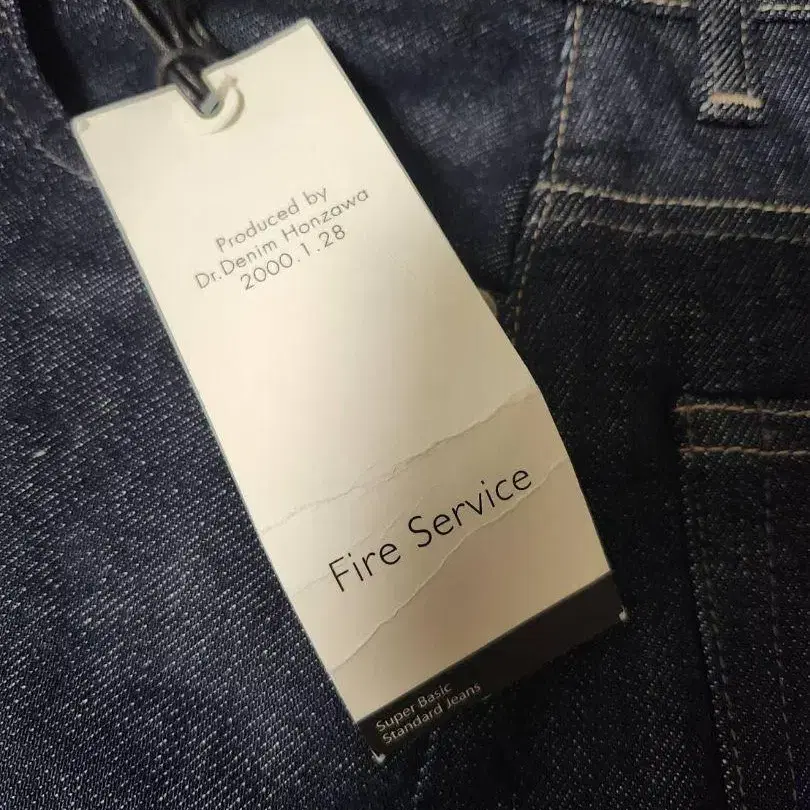 Produced by
Dr.Denim Honzawa
2000.1.28
Fire Service
Super Basic
Standard Jeans